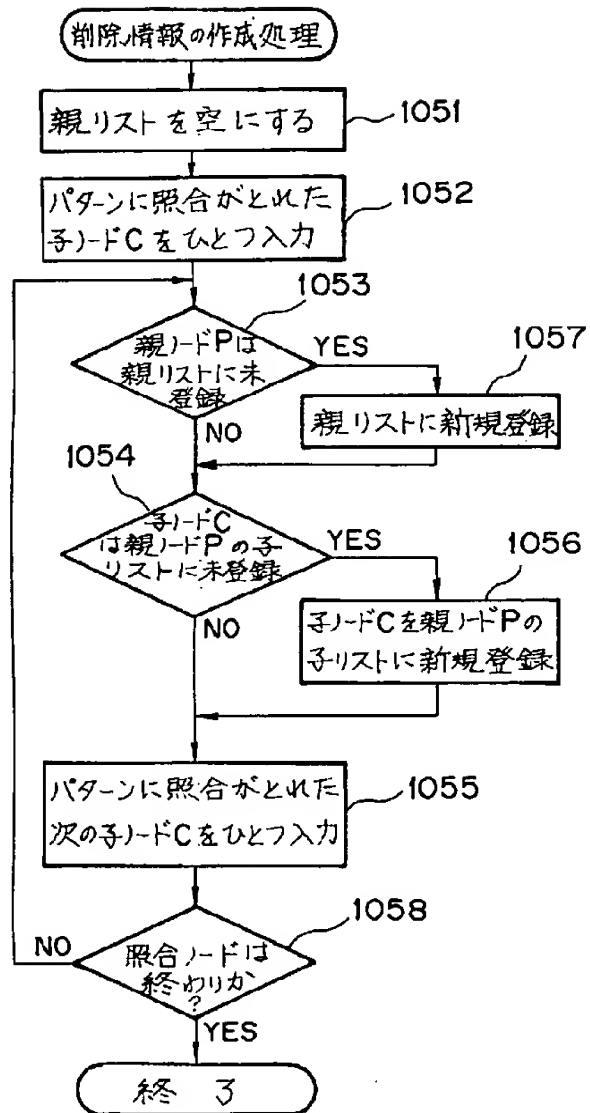 削除情報の作成処理
親リストを空にする
1051
パターンに照合がとれた
子ノードCをひとつ入力
1052
1053
親ノードPは
親リストに未
登録
YES
NO
1057
親リストに新規登録
1054
子ノードC
は親ノードPの子
リストに未登録
YES
NO
1056
子ノードCを親ノードPの
子リストに新規登録
パターンに照合がとれた
次の子ノードCをひとつ入力
1055
1058
照合ノードは
終わりか
?
NO
YES
終了